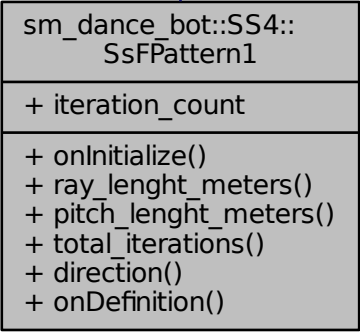 sm_dance_bot::SS4::
SsFPattern1
+ iteration_count
+ onInitialize()
+ ray_lenght_meters()
+ pitch_lenght_meters()
+ total_iterations()
+ direction()
+ onDefinition()